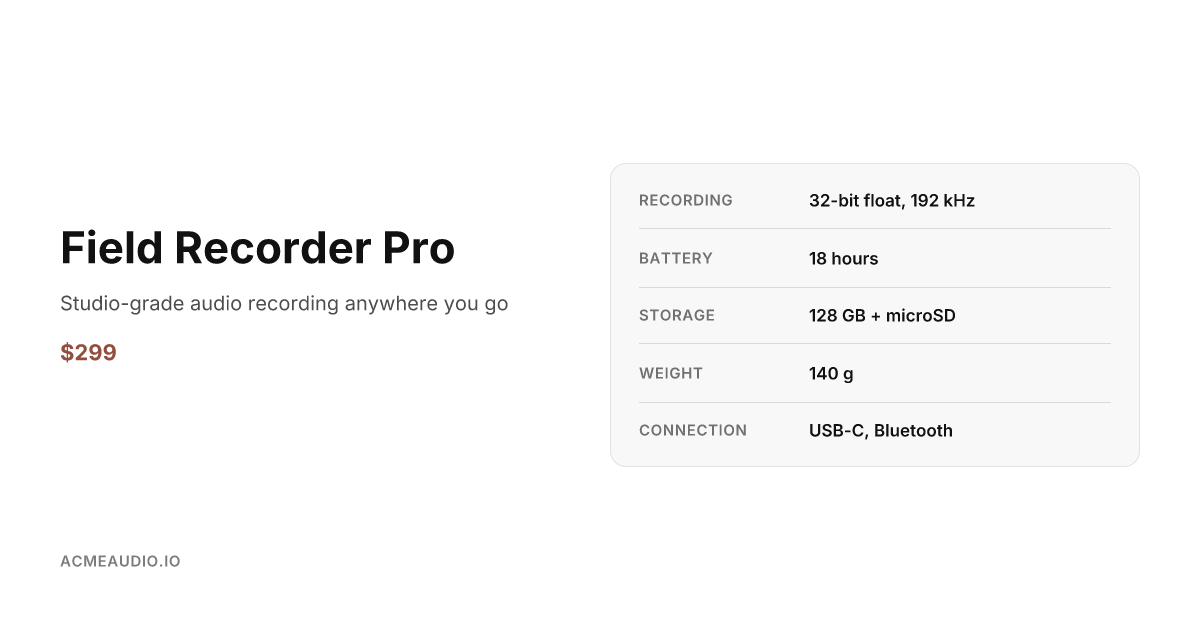 Field Recorder Pro
Studio-grade audio recording anywhere you go
$299
RECORDING 32-bit float, 192 kHz
BATTERY 18 hours
STORAGE 128 GB + microSD
WEIGHT 140 g
CONNECTION USB-C, Bluetooth
ACMEAUDIO.IO